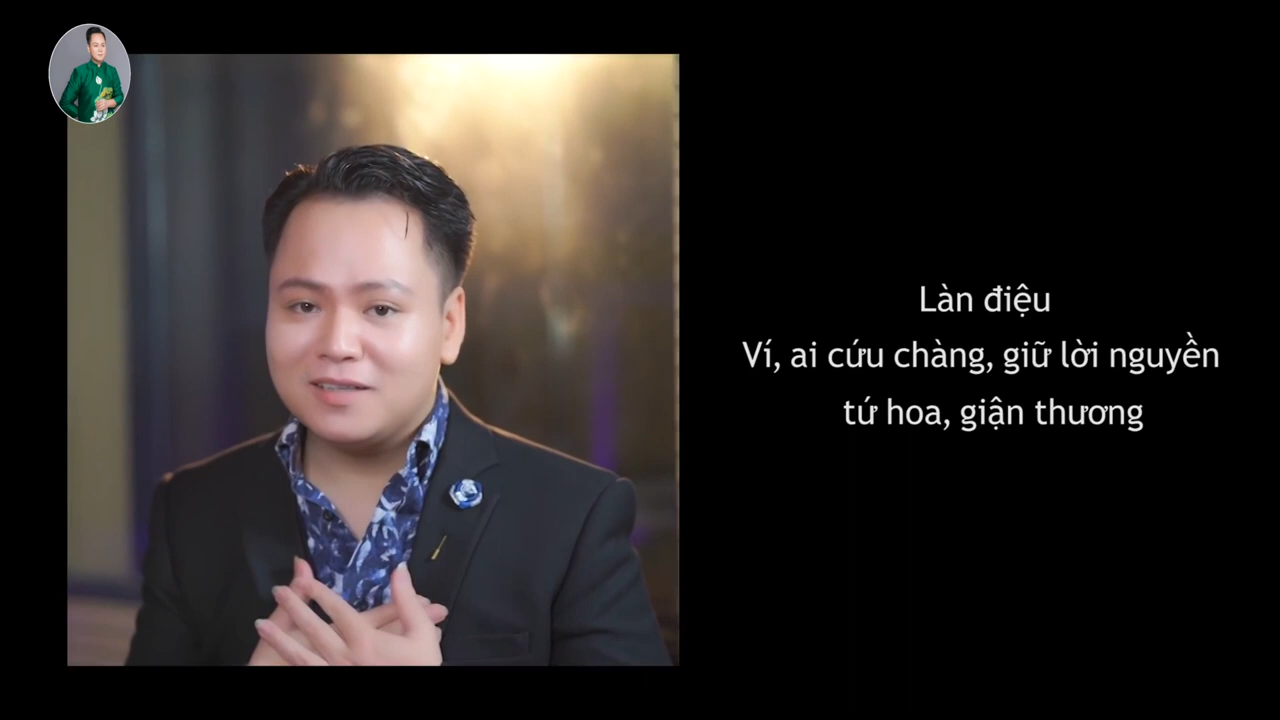 Làn điệu
Ví, ai cứu chàng, giữ lời nguyền
tứ hoa, giận thương